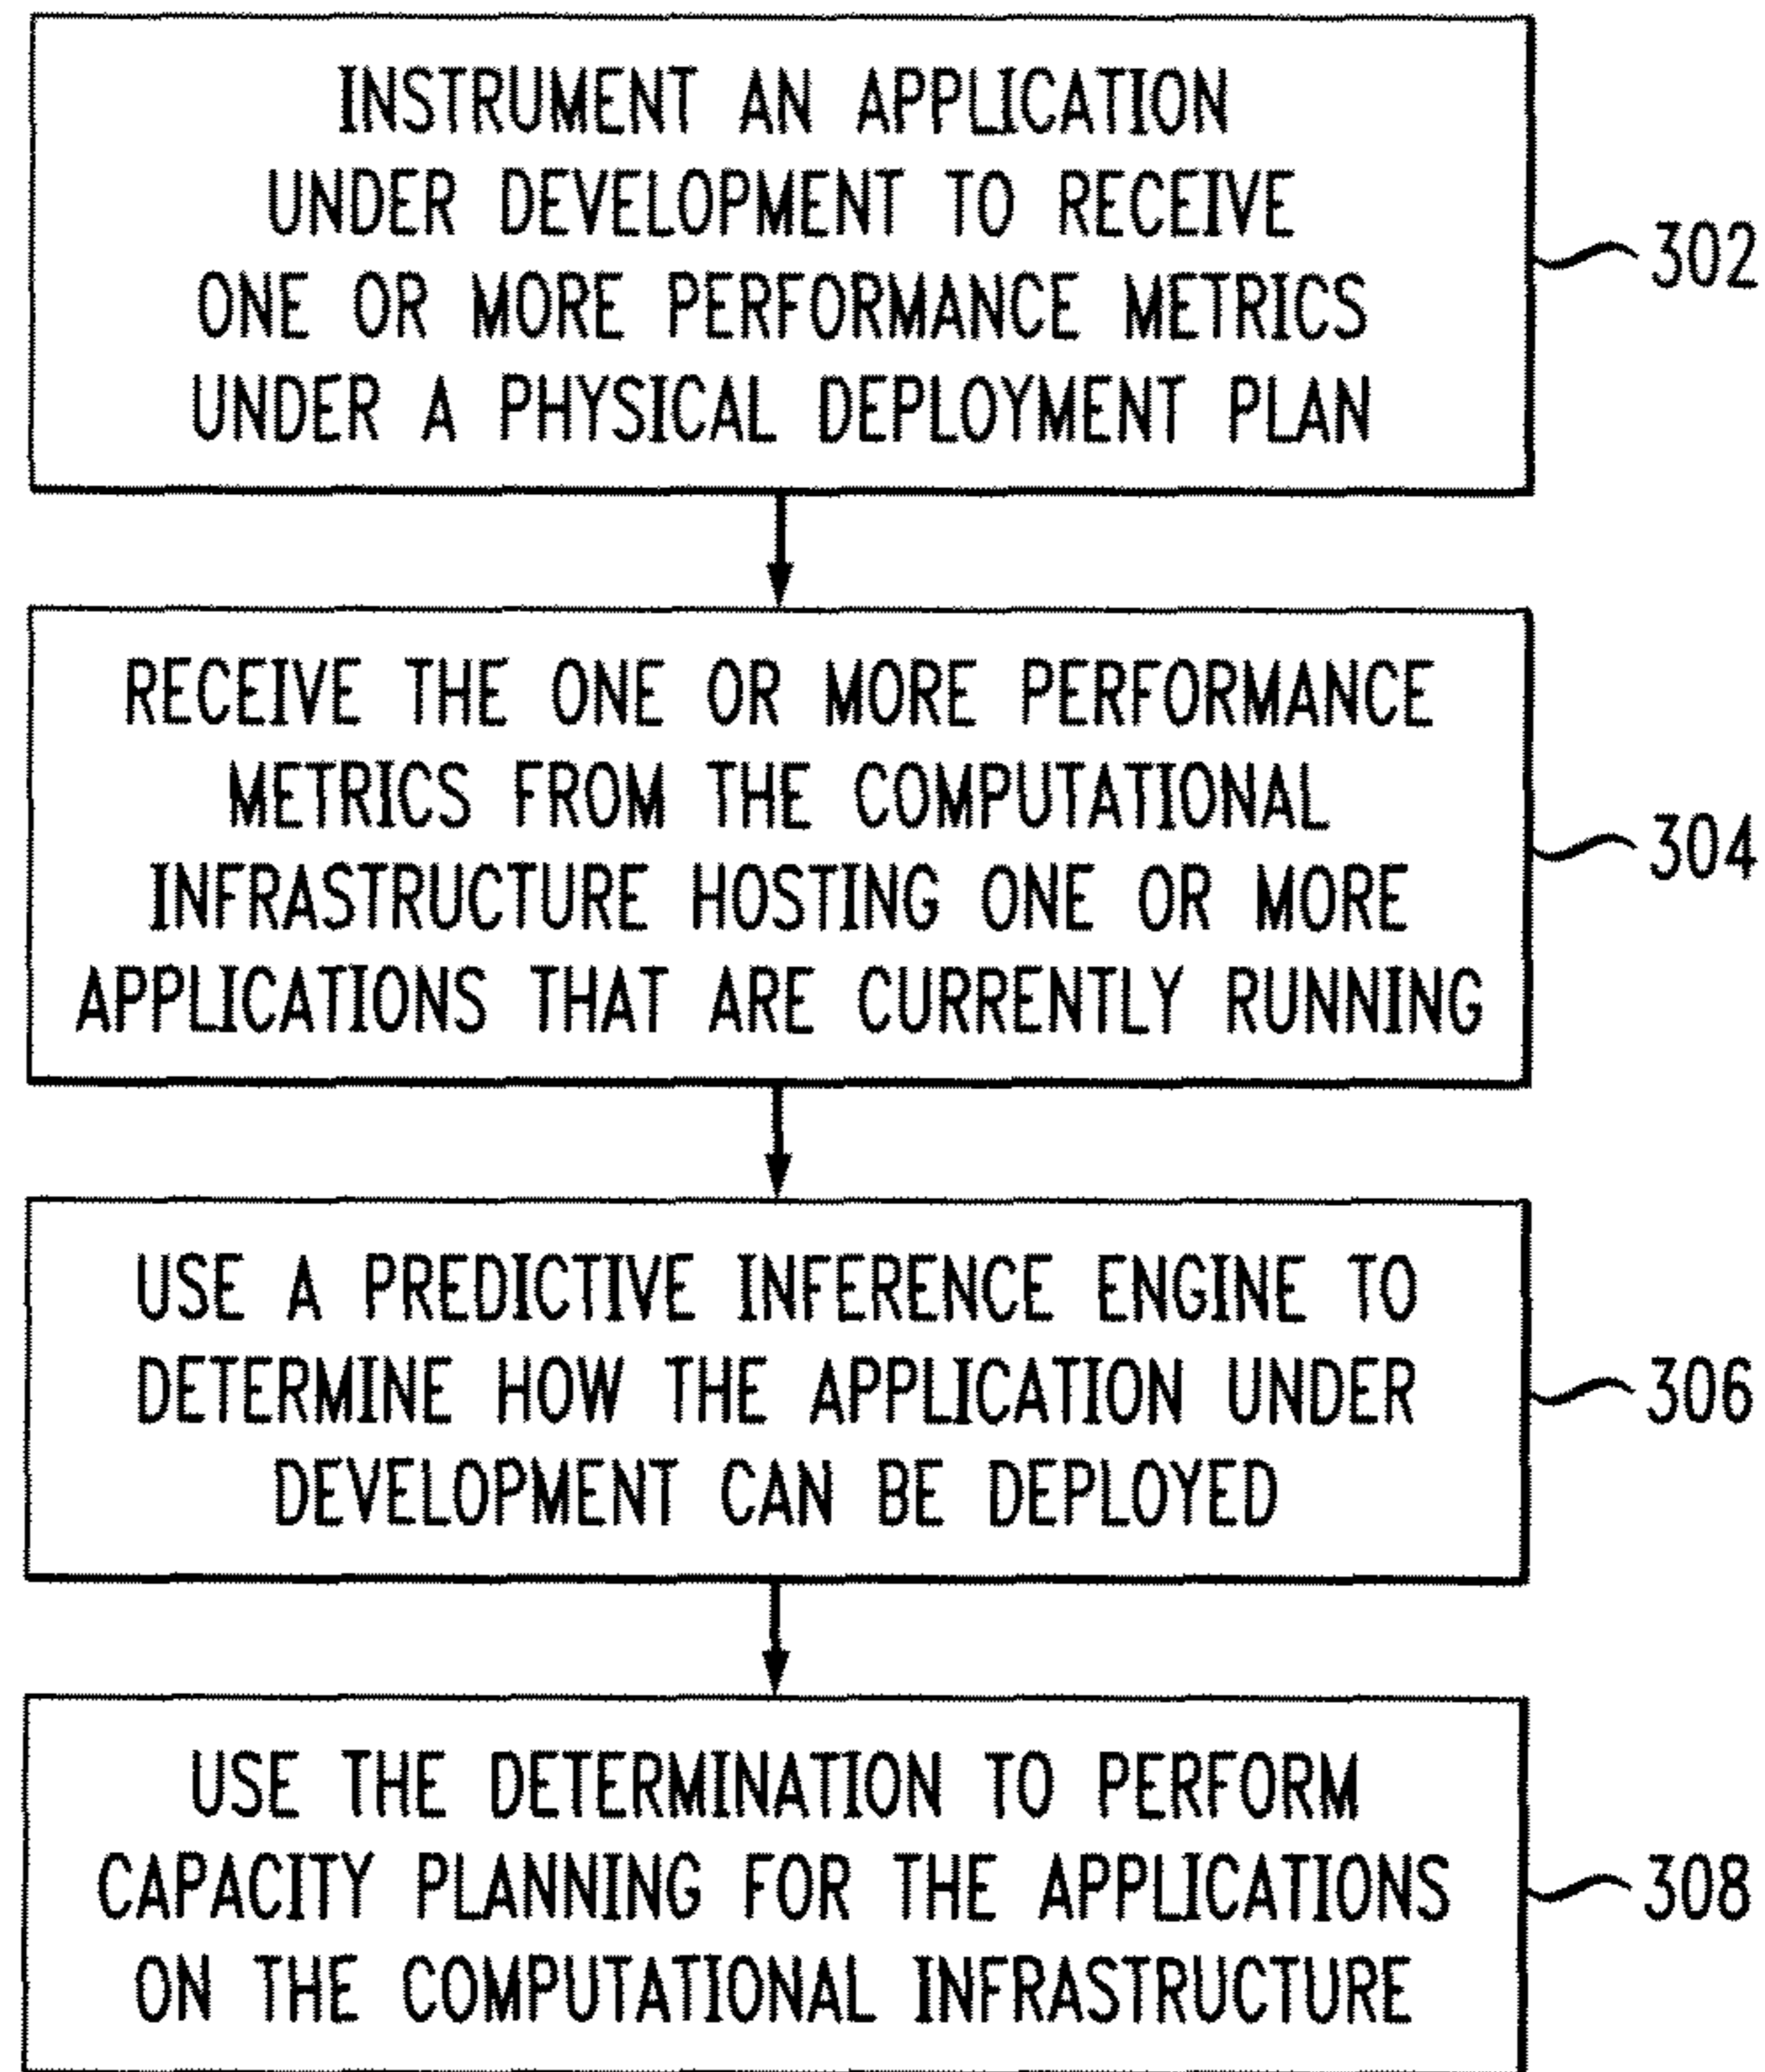 INSTRUMENT AN APPLICATION
UNDER DEVELOPMENT TO RECEIVE
ONE OR MORE PERFORMANCE METRICS
UNDER A PHYSICAL DEPLOYMENT PLAN
302
RECEIVE THE ONE OR MORE PERFORMANCE
METRICS FROM THE COMPUTATIONAL
INFRASTRUCTURE HOSTING ONE OR MORE
APPLICATIONS THAT ARE CURRENTLY RUNNING
304
USE A PREDICTIVE INFERENCE ENGINE TO
DETERMINE HOW THE APPLICATION UNDER
DEVELOPMENT CAN BE DEPLOYED
306
USE THE DETERMINATION TO PERFORM
CAPACITY PLANNING FOR THE APPLICATIONS
ON THE COMPUTATIONAL INFRASTRUCTURE
308